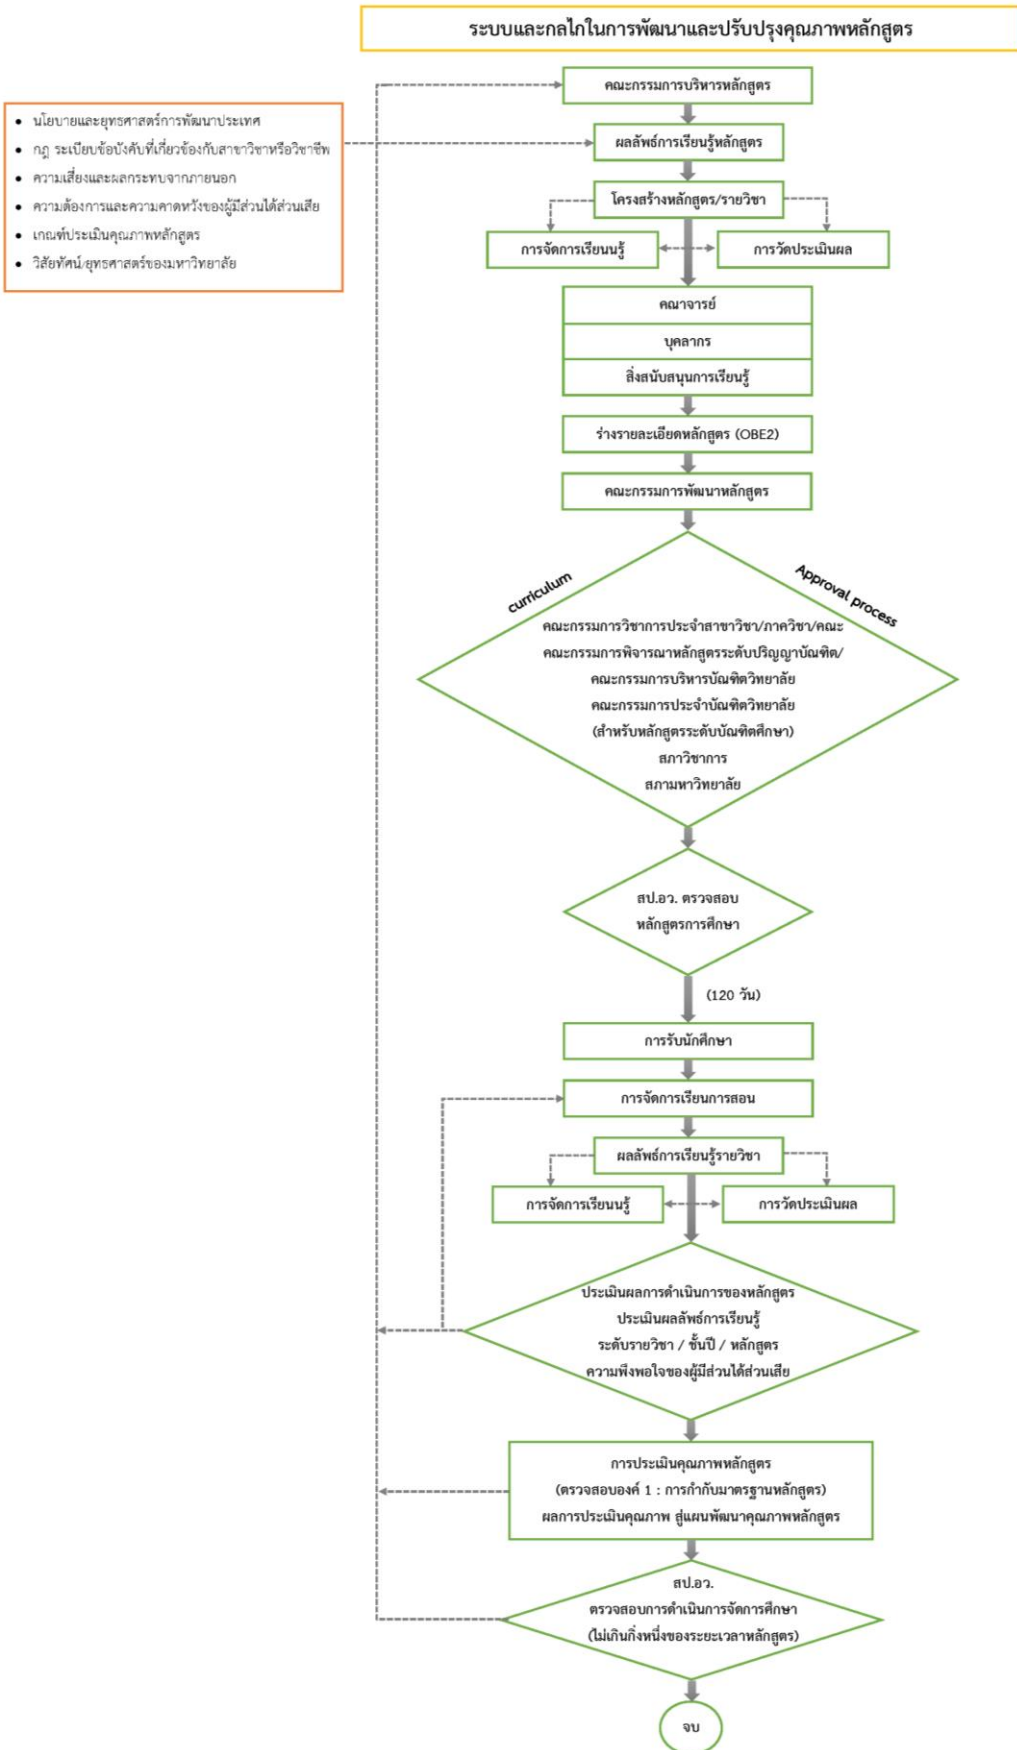 ระบบและกลไกในการพัฒนาและปรับปรุงคุณภาพหลักสูตร
คณะกรรมการบริหารหลักสูตร
• นโยบายและยุทธศาสตร์การพัฒนาประเทศ
• กฎ ระเบียบข้อบังคับที่เกี่ยวข้องกับสาขาวิชาหรือวิชาชีพ
• ความเสี่ยงและผลกระทบจากภายนอก
• ความต้องการและความคาดหวังของผู้มีส่วนได้ส่วนเสีย
• เกณฑ์ประเมินคุณภาพหลักสูตร
• วิสัยทัศน์/ยุทธศาสตร์ของมหาวิทยาลัย
ผลลัพธ์การเรียนรู้หลักสูตร
โครงสร้างหลักสูตร/รายวิชา
การจัดการเรียนนรู้
การวัดประเมินผล
คณาจารย์
บุคลากร
สิ่งสนับสนุนการเรียนรู้
ร่างรายละเอียดหลักสูตร (OBE2)
คณะกรรมการพัฒนาหลักสูตร
curriculum
Approval process
คณะกรรมการวิชาการประจำสาขาวิชา/ภาควิชา/คณะ
คณะกรรมการพิจารณาหลักสูตรระดับปริญญาบัณฑิต/
คณะกรรมการบริหารบัณฑิตวิทยาลัย
คณะกรรมการประจำบัณฑิตวิทยาลัย
(สำหรับหลักสูตรระดับบัณฑิตศึกษา)
สภาวิชาการ
สภามหาวิทยาลัย
สป.อว. ตรวจสอบ
หลักสูตรการศึกษา
(120 วัน)
การรับนักศึกษา
การจัดการเรียนการสอน
ผลลัพธ์การเรียนรู้รายวิชา
การจัดการเรียนนรู้
การวัดประเมินผล
ประเมินผลการดำเนินการของหลักสูตร
ประเมินผลลัพธ์การเรียนรู้
ระดับรายวิชา / ชั้นปี / หลักสูตร
ความพึงพอใจของผู้มีส่วนได้ส่วนเสีย
การประเมินคุณภาพหลักสูตร
(ตรวจสอบองค์ 1 : การกำกับมาตรฐานหลักสูตร)
ผลการประเมินคุณภาพ สู่แผนพัฒนาคุณภาพหลักสูตร
สป.อว.
ตรวจสอบการดำเนินการจัดการศึกษา
(ไม่เกินกึ่งหนึ่งของระยะเวลาหลักสูตร)
จบ